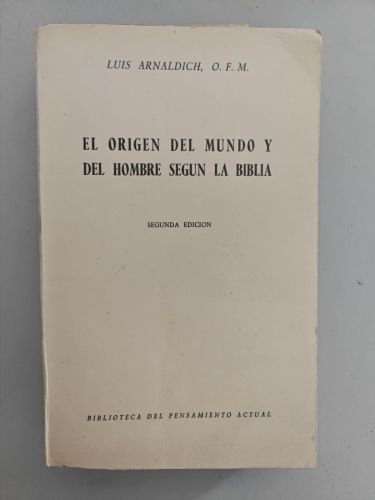 LUIS ARNALDICH, O. F. M.
EL ORIGEN DEL MUNDO Y
DEL HOMBRE SEGUN LA BIBLIA
SEGUNDA EDICION
BIBLIOTECA DEL PENSAMIENTO ACTUAL